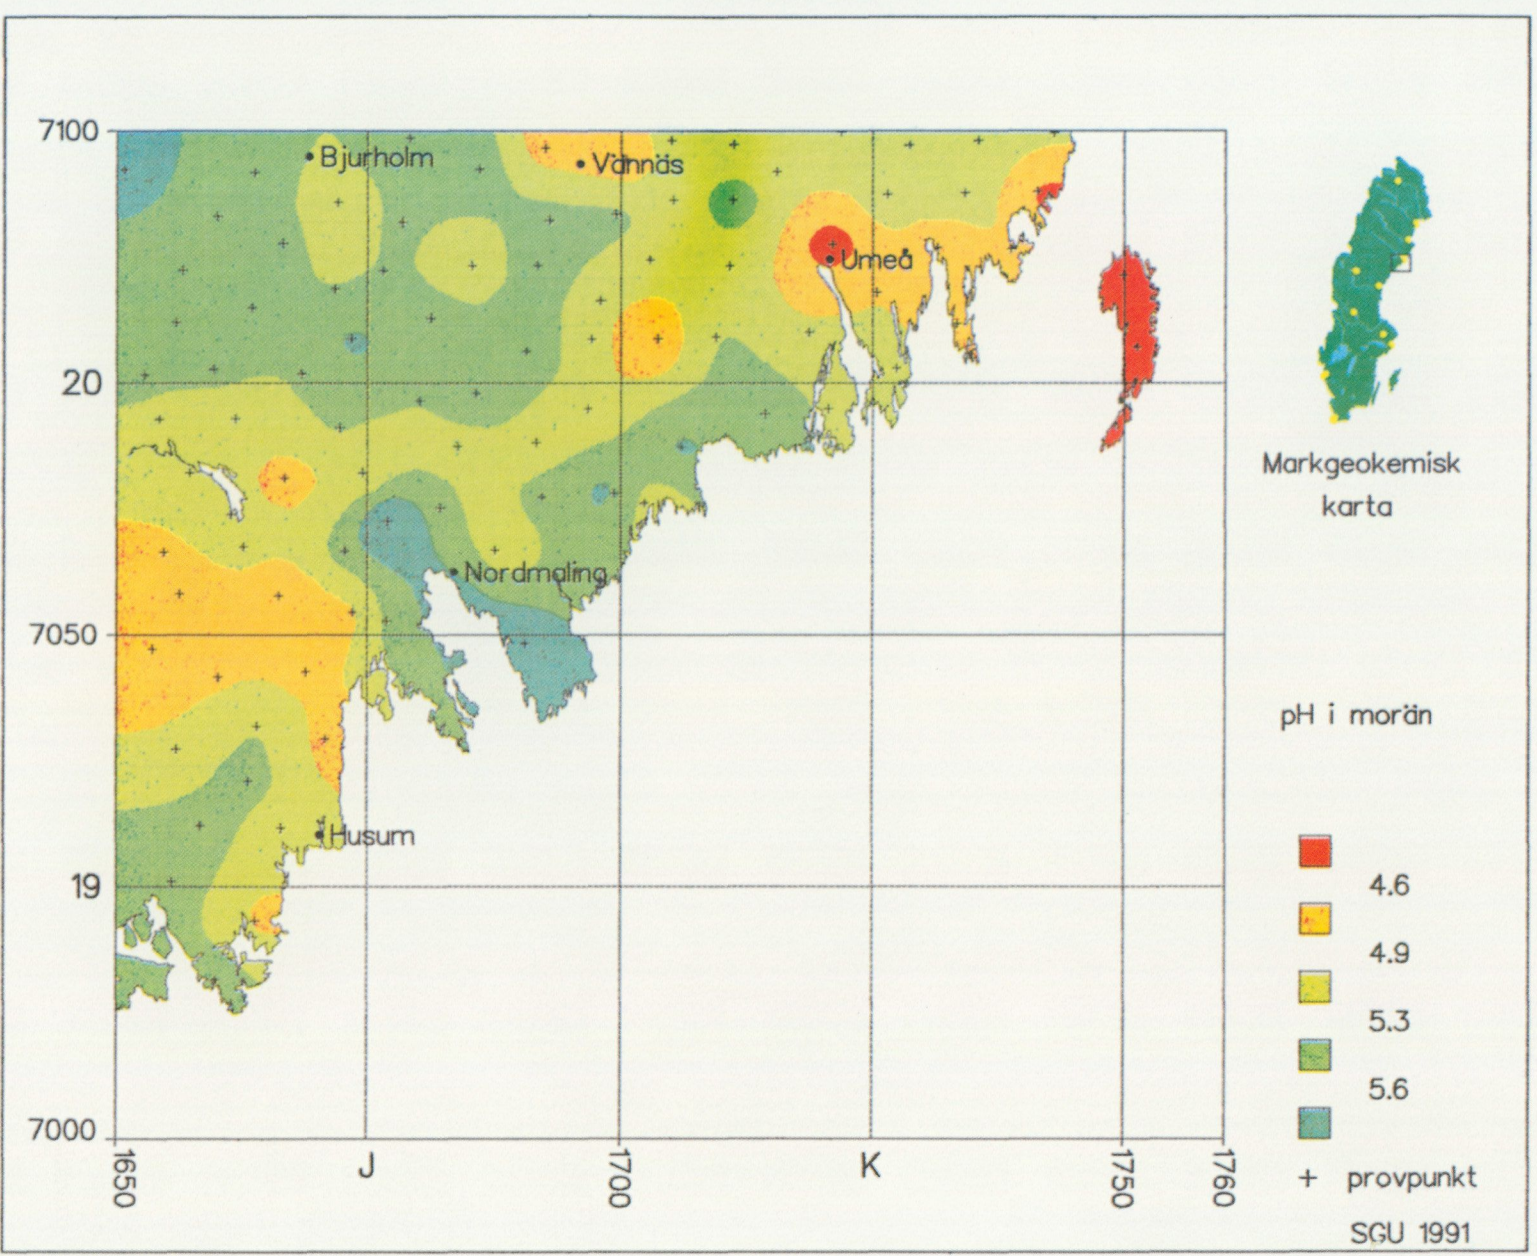 7100
Bjurholm
Vännäs
Umeå
20
Markgeokemisk
karta
Nordmaling
7050
pH i morän
Husum
4.6
19
4.9
5.3
5.6
7000
1650
J
1700
K
1750
1760
+ provpunkt
SGU 1991